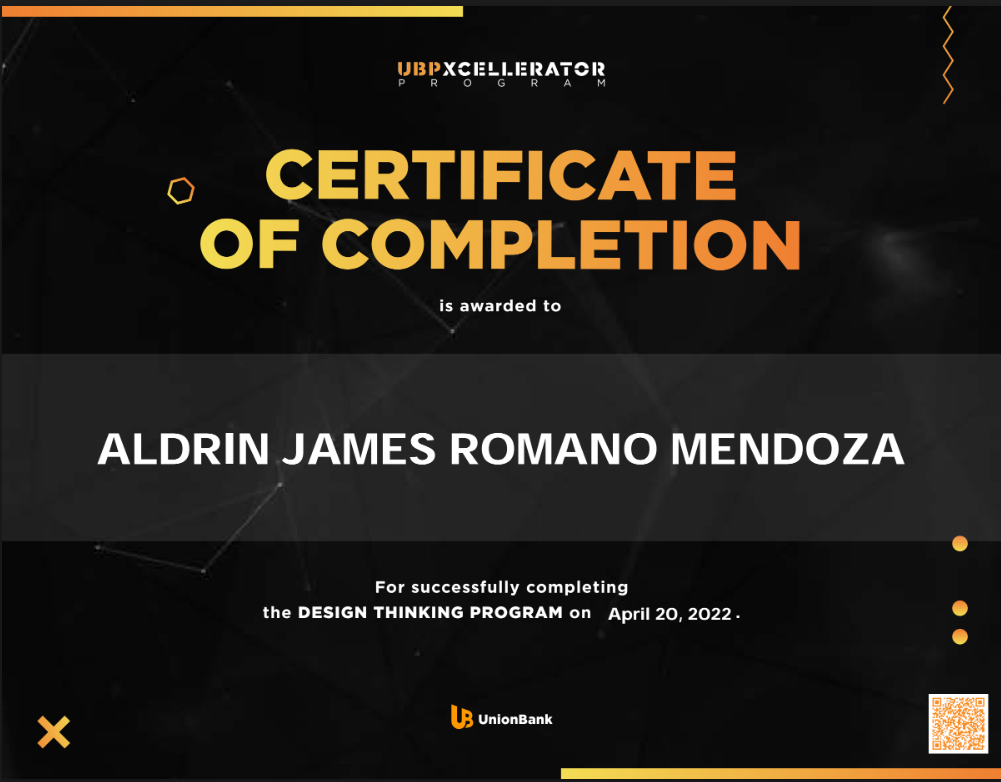 UBPXCELLERATOR
PROGRAM
CERTIFICATE
OF COMPLETION
is awarded to
ALDRIN JAMES ROMANO MENDOZA
For successfully completing
the DESIGN THINKING PROGRAM on April 20, 2022 .
UB UnionBank